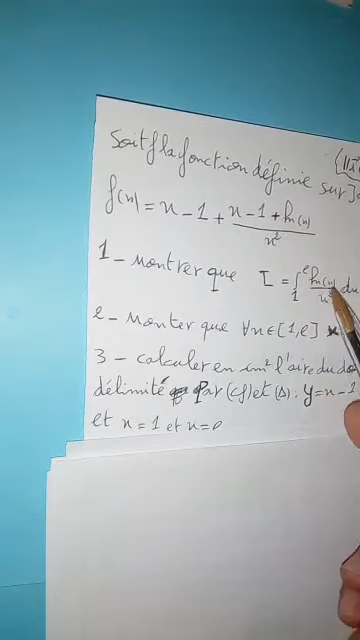 Soit f la fonction définie sur ]
f(x) = x - 1 + (x - 1 + ln(x)) / x²
1 - montrer que I = ∫₁ᵉ ln(x)/x² dx
2 - monter que ∀x ∈ [1,e] x
3 - calculer en cm² l'aire du
délimité par (Cf) et (Δ): y = x - 1
et x = 1 et x = e